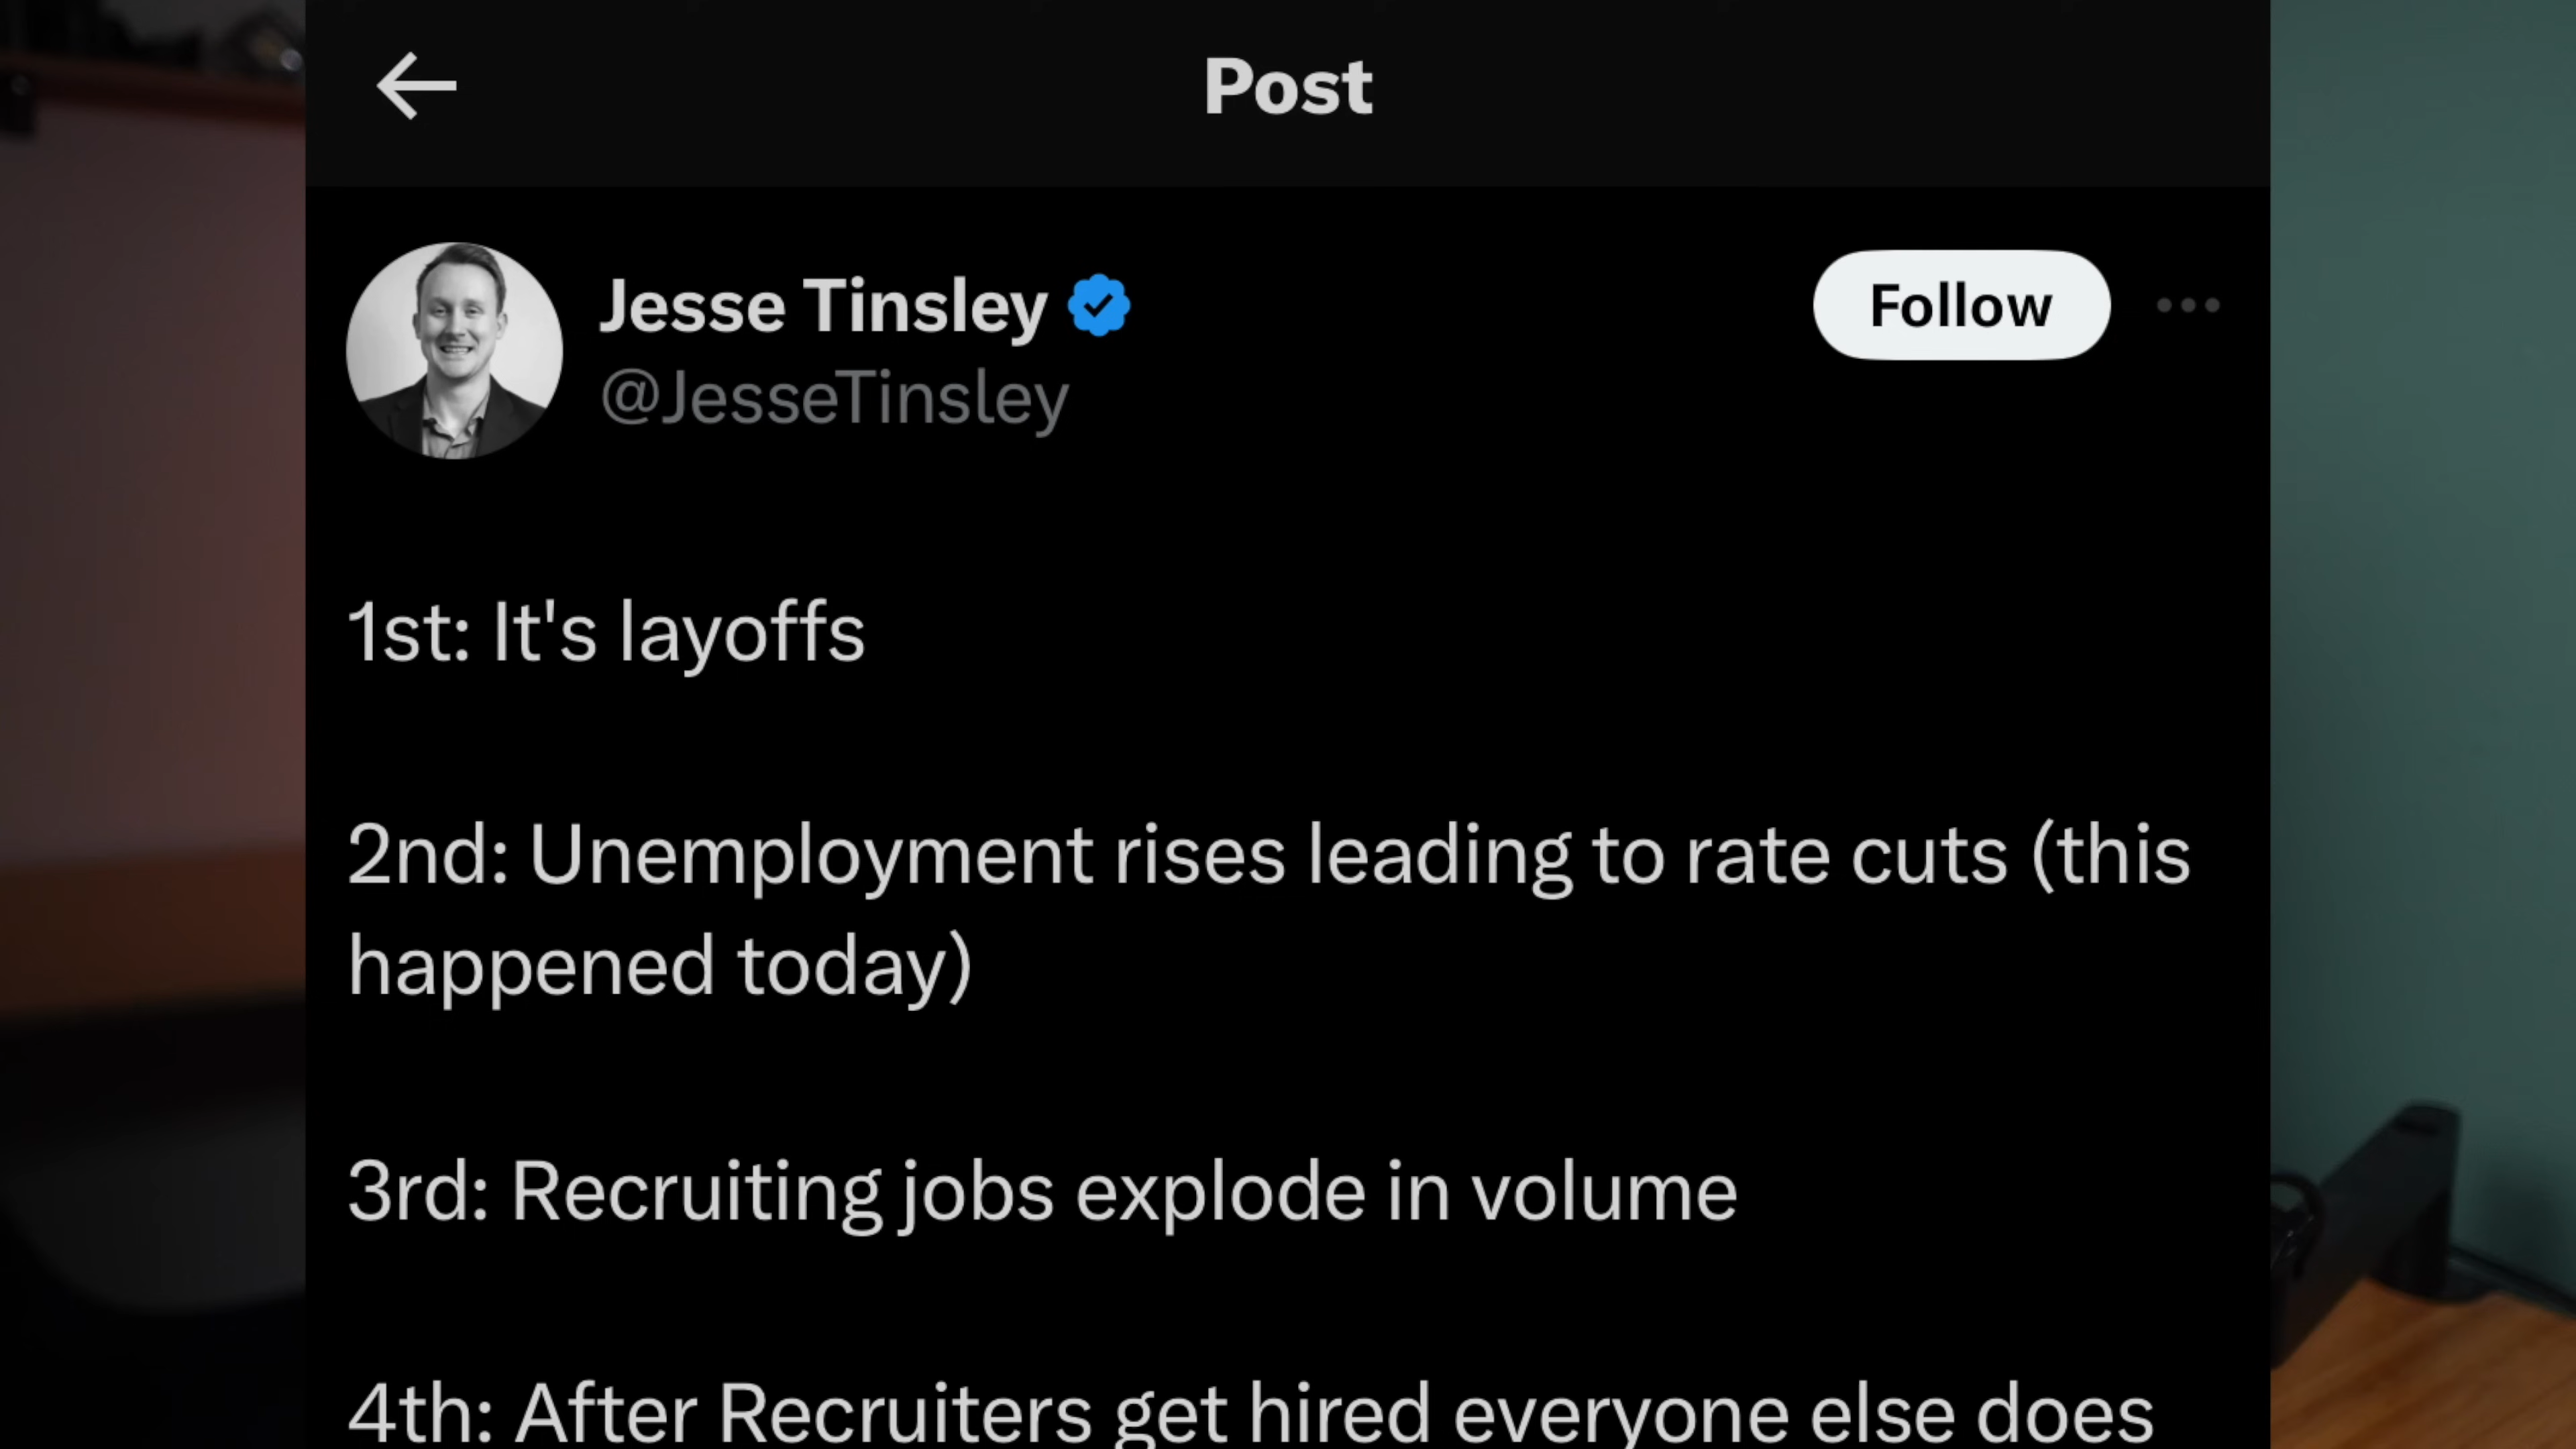 Post
Jesse Tinsley
Follow
@JesseTinsley
1st: It's layoffs
2nd: Unemployment rises leading to rate cuts (this
happened today)
3rd: Recruiting jobs explode in volume
4th: After Recruiters get hired everyone else does